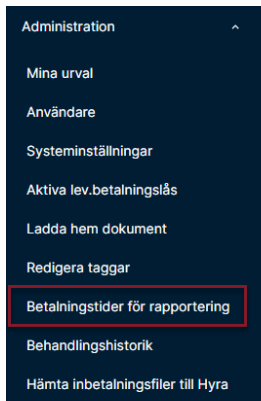 Administration
Mina urval
Användare
Systeminställningar
Aktiva lev.betalningslås
Ladda hem dokument
Redigera taggar
Betalningstider för rapportering
Behandlingshistorik
Hämta inbetalningsfiler till Hyra